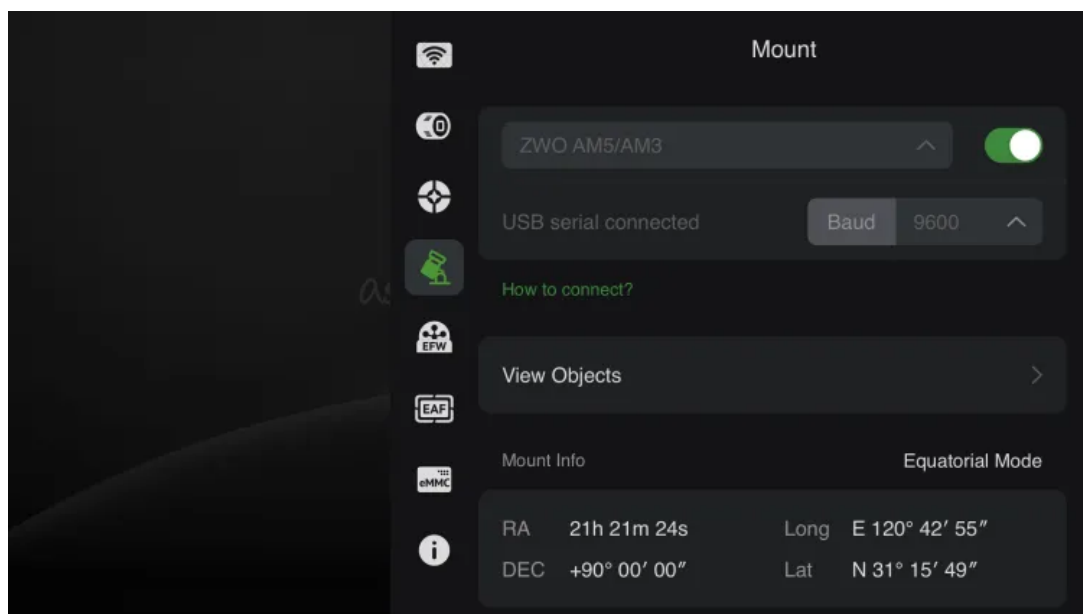 Mount
ZWO AM5/AM3
USB serial connected Baud 9600
How to connect?
EFW
View Objects
EAF
Mount Info Equatorial Mode
eMMC
RA 21h 21m 24s Long E 120° 42′ 55″
DEC +90° 00′ 00″ Lat N 31° 15′ 49″